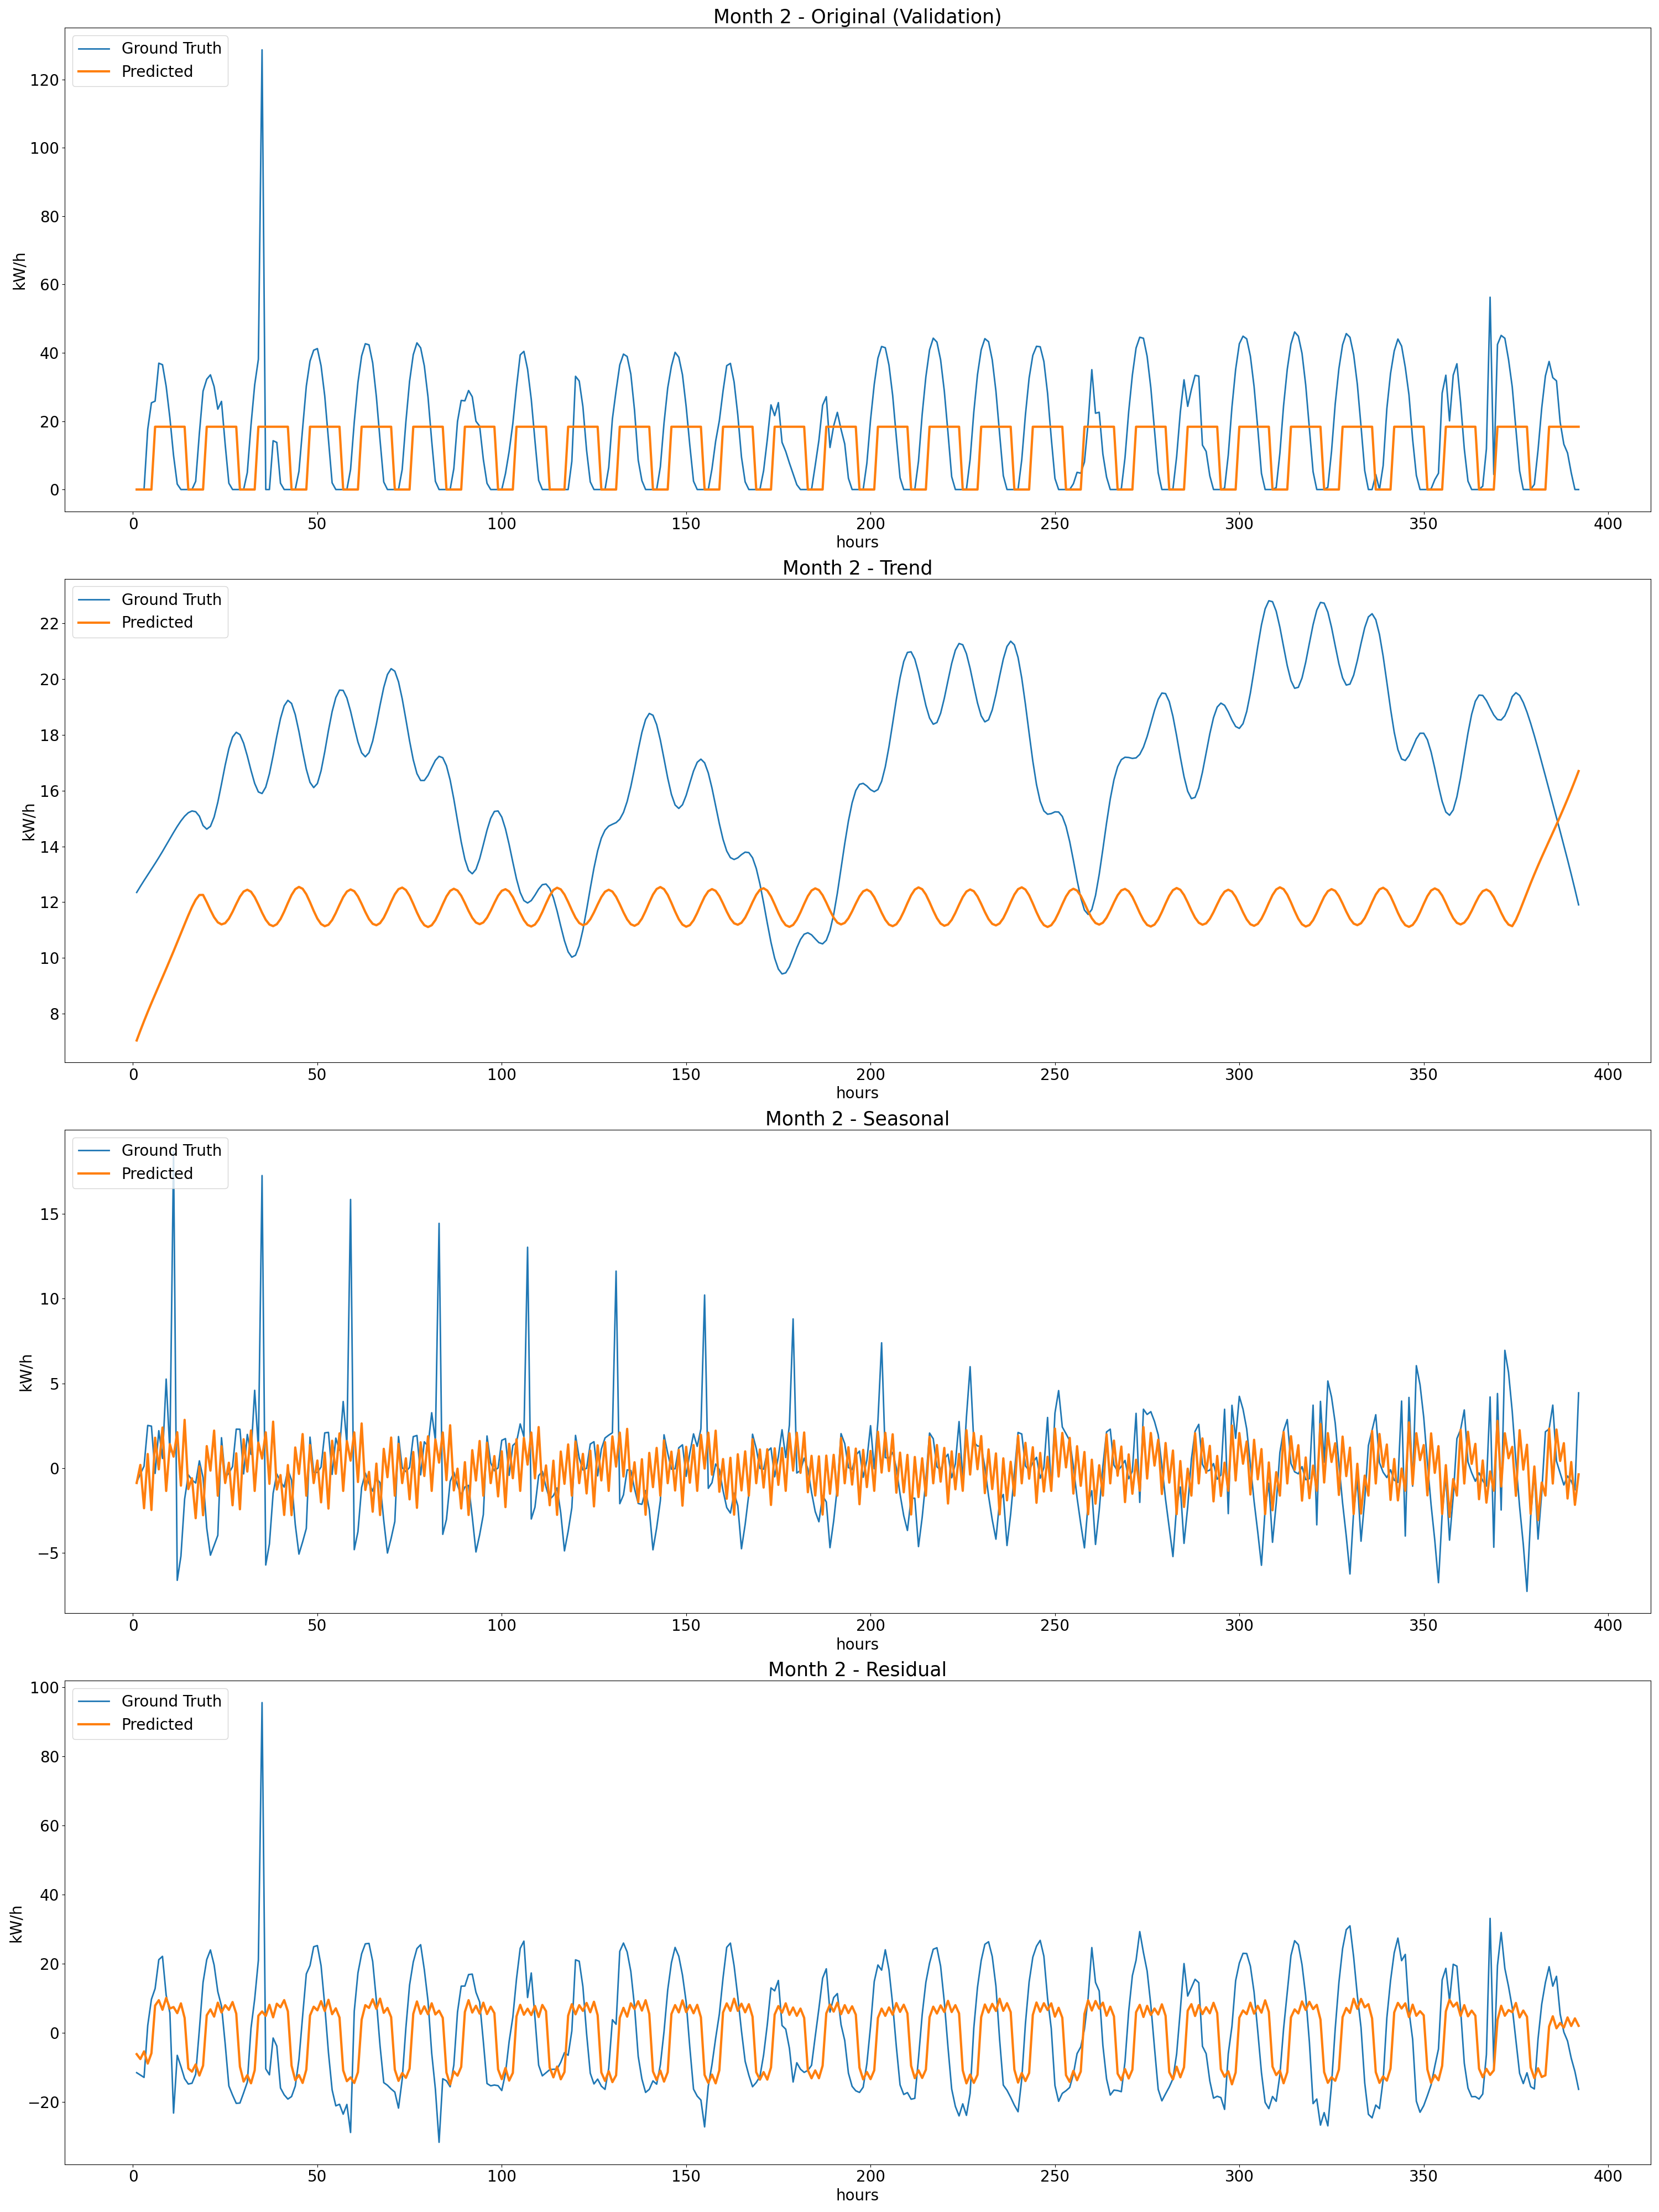 Month 2 - Original (Validation)
Ground Truth
Predicted
kW/h
120
100
80
60
40
20
0
0 50 100 150 200 250 300 350 400
hours
Month 2 - Trend
Ground Truth
Predicted
kW/h
22
20
18
16
14
12
10
8
0 50 100 150 200 250 300 350 400
hours
Month 2 - Seasonal
Ground Truth
Predicted
kW/h
15
10
5
0
−5
0 50 100 150 200 250 300 350 400
hours
Month 2 - Residual
Ground Truth
Predicted
kW/h
100
80
60
40
20
0
−20
0 50 100 150 200 250 300 350 400
hours